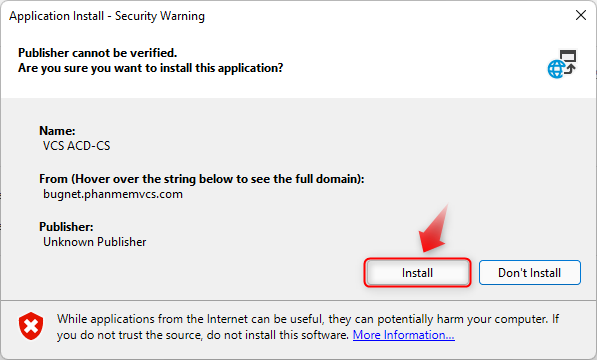 Application Install - Security Warning
Publisher cannot be verified.
Are you sure you want to install this application?
Name:
VCS ACD-CS
From (Hover over the string below to see the full domain):
bugnet.phanmemvcs.com
Publisher:
Unknown Publisher
Install
Don't Install
While applications from the Internet can be useful, they can potentially harm your computer. If
you do not trust the source, do not install this software. More Information...